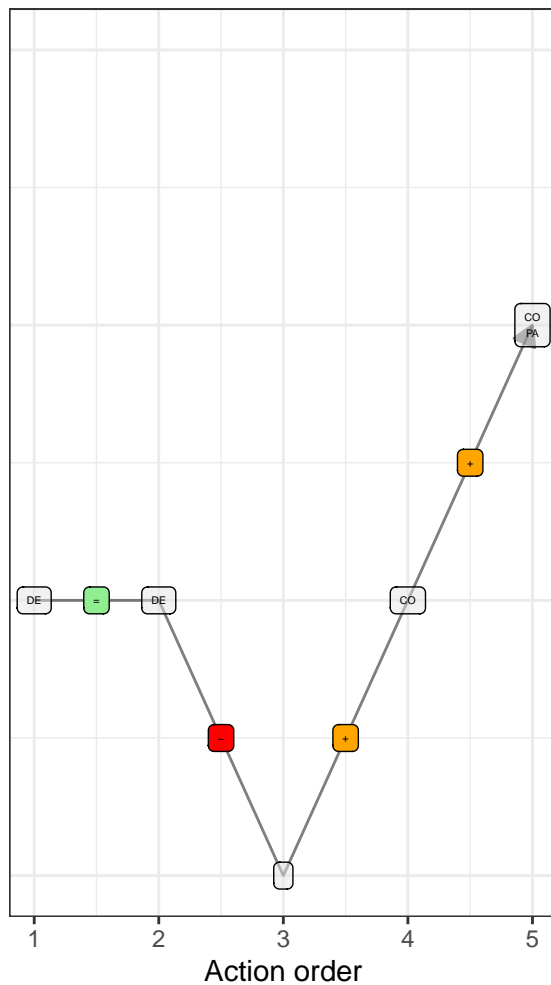 CO
PA
+
DE = DE CO
- +
1 2 3 4 5
Action order